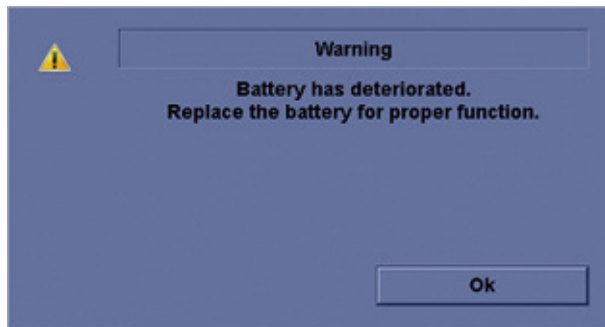 Warning
Battery has deteriorated.
Replace the battery for proper function.
Ok